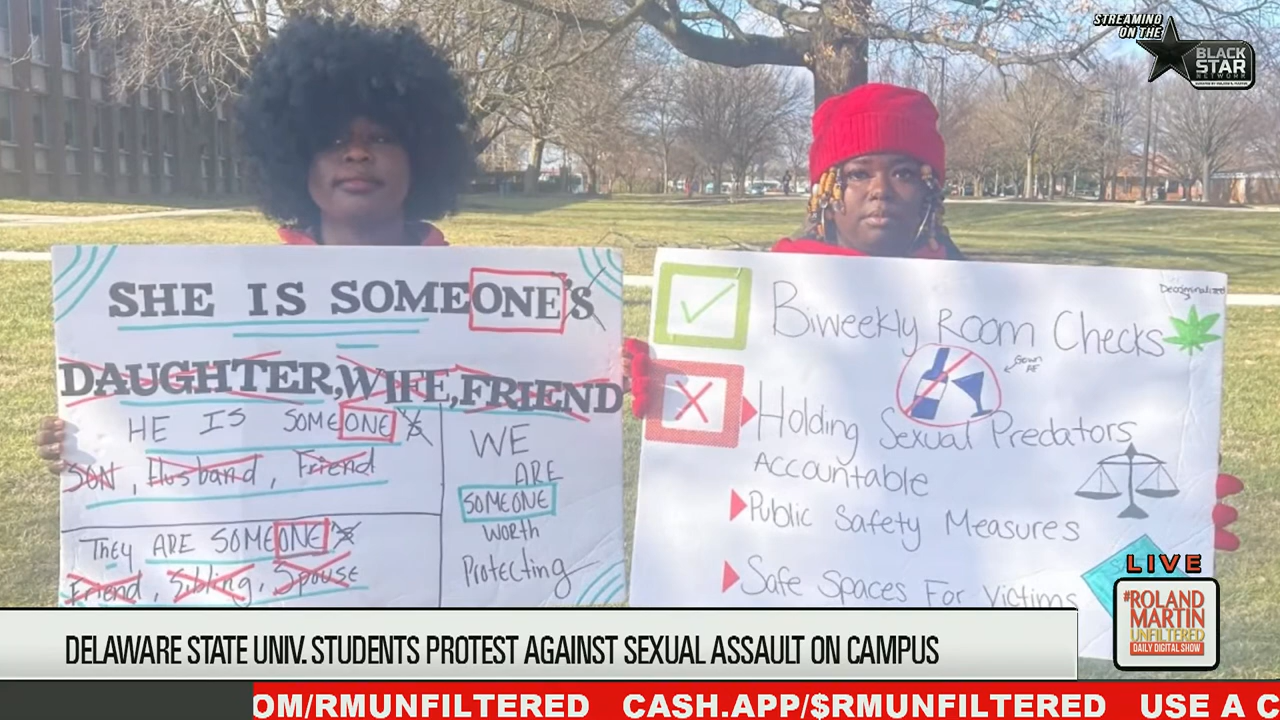 STREAMING
ON THE
BLACK
STAR
NETWORK
SHE IS SOMEONE'S
DAUGHTER, WIFE, FRIEND
HE IS SOMEONE'S
SON, Husband, Friend
THEY ARE SOMEONE'S
Friend, Sibling, Spouse
WE
ARE
SOMEONE
WORTH
Protecting
Decriminalized
Biweekly Room Checks
Holding Sexual Predators
Accountable
Public Safety Measures
Safe Spaces For Victims
LIVE
#ROLAND
MARTIN
UNFILTERED
DAILY DIGITAL SHOW
DELAWARE STATE UNIV. STUDENTS PROTEST AGAINST SEXUAL ASSAULT ON CAMPUS
OM/RMUNFILTERED CASH.APP/$RMUNFILTERED USE A C